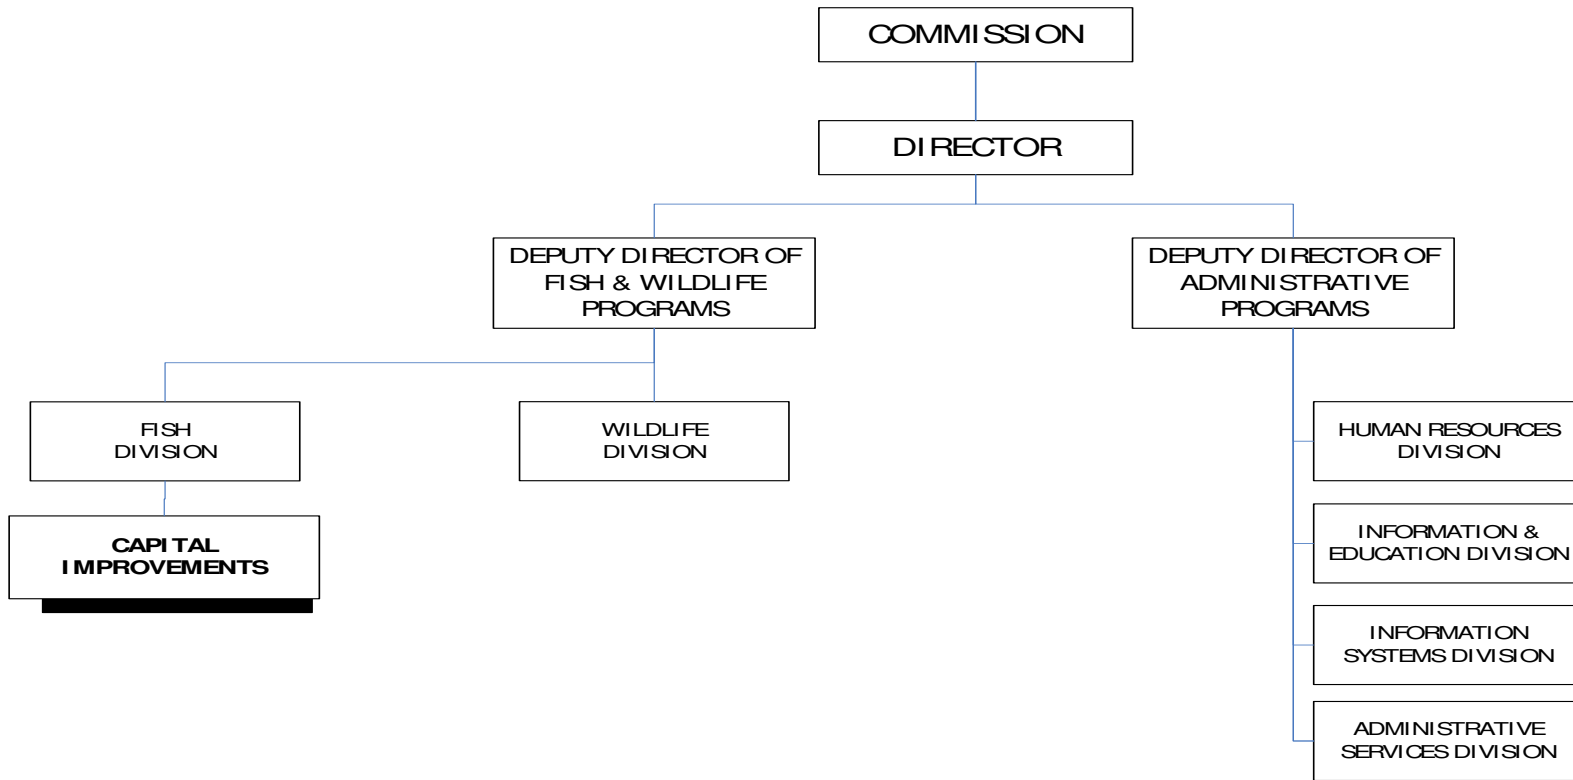 COMMISSION
DIRECTOR
DEPUTY DIRECTOR OF
FISH & WILDLIFE
PROGRAMS
DEPUTY DIRECTOR OF
ADMINISTRATIVE
PROGRAMS
FISH
DIVISION
WILDLIFE
DIVISION
HUMAN RESOURCES
DIVISION
CAPITAL
IMPROVEMENTS
INFORMATION &
EDUCATION DIVISION
INFORMATION
SYSTEMS DIVISION
ADMINISTRATIVE
SERVICES DIVISION